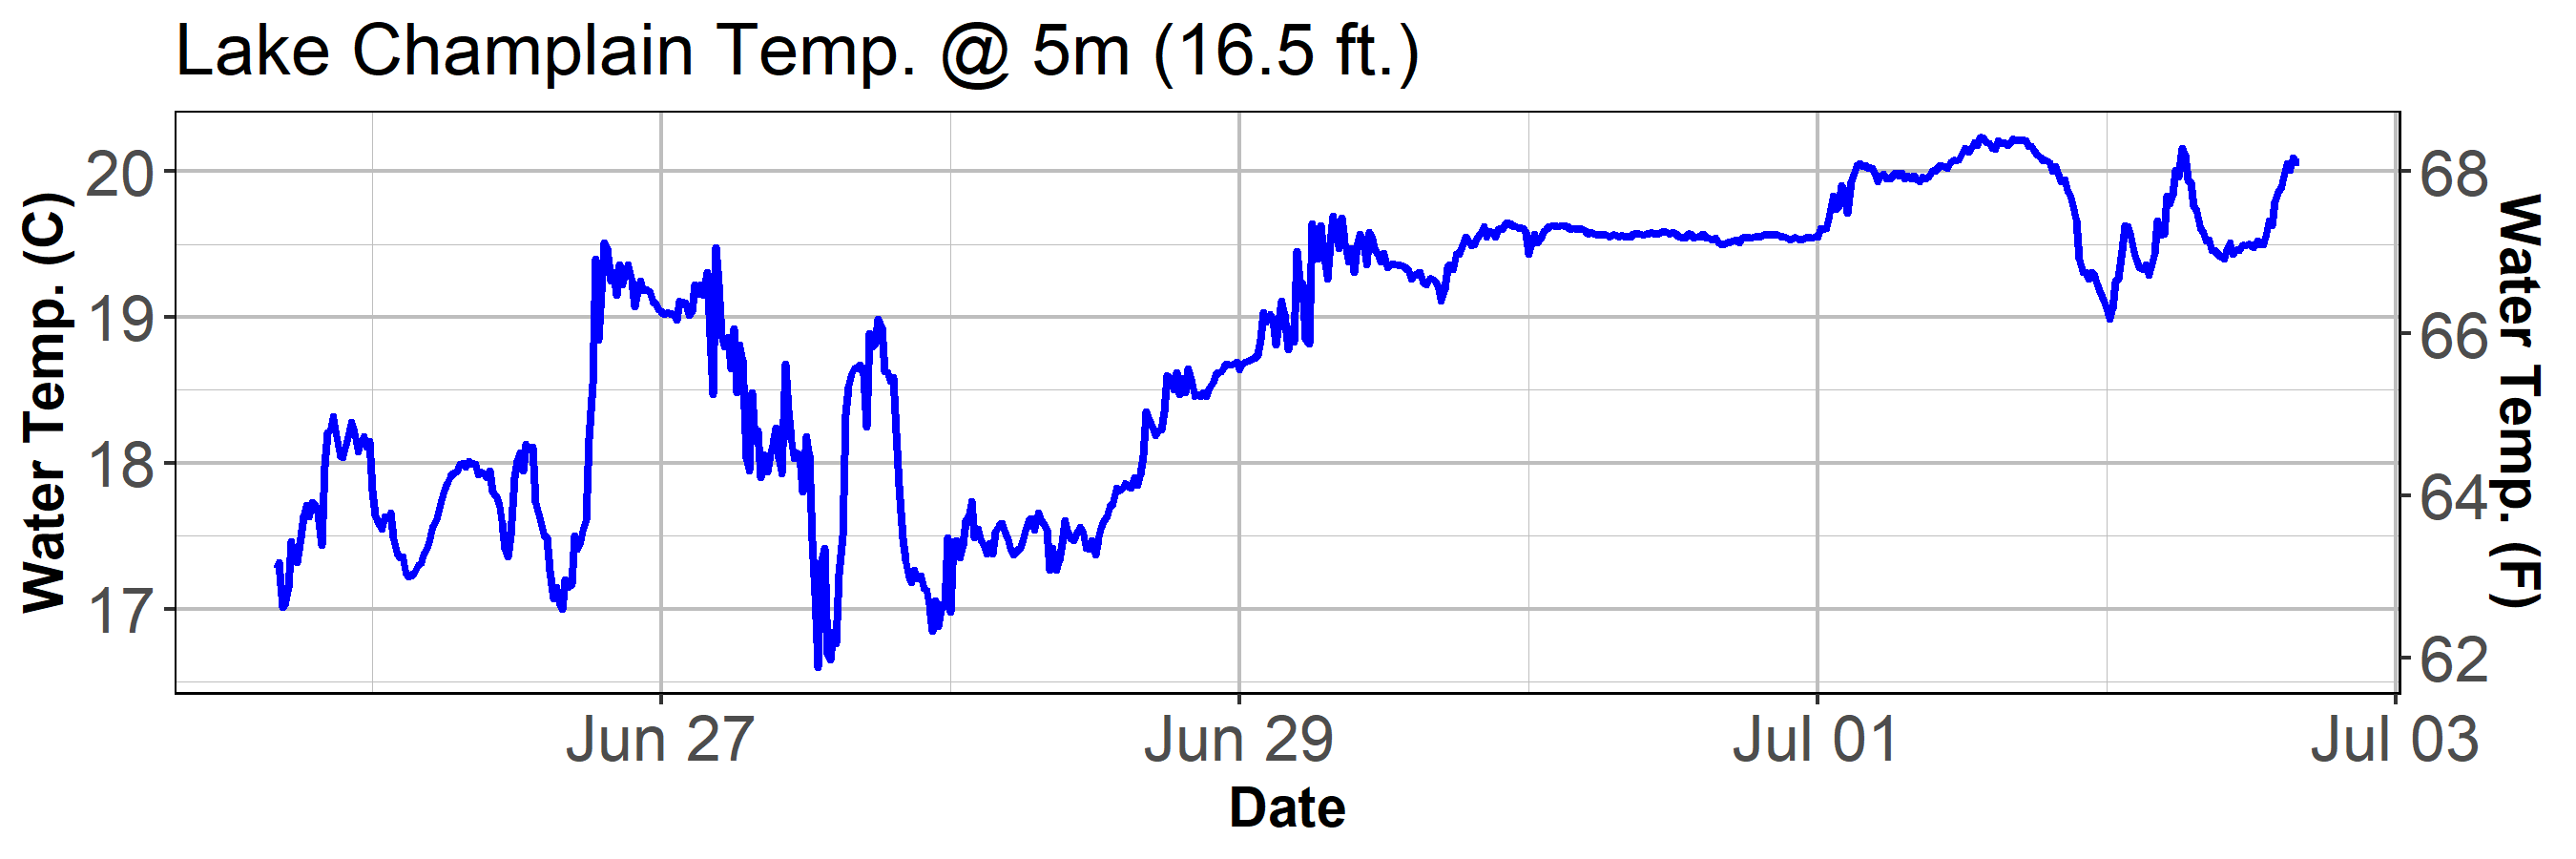 Lake Champlain Temp. @ 5m (16.5 ft.)
Water Temp. (C)
20
19
18
17
68
66
64
62
Water Temp. (F)
Jun 27 Jun 29 Jul 01 Jul 03
Date